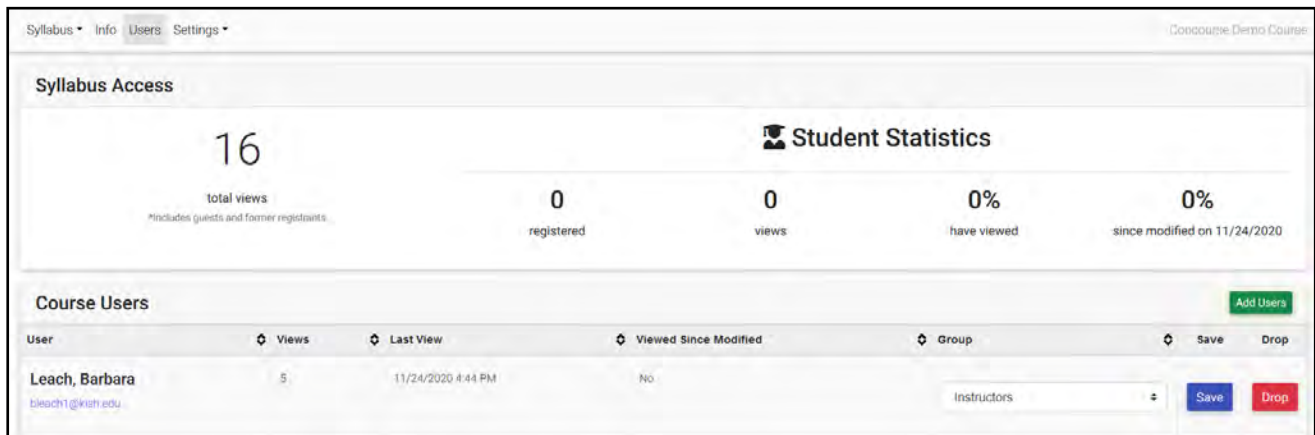 Syllabus Info Users Settings Concourse Demo Course
Syllabus Access
16
total views
*Includes guests and former registrants.
Student Statistics
0 0 0% 0%
registered views have viewed since modified on 11/24/2020
Course Users Add Users
User Views Last View Viewed Since Modified Group Save Drop
Leach, Barbara 5 11/24/2020 4:44 PM No Instructors Save Drop
bleach1@kish.edu